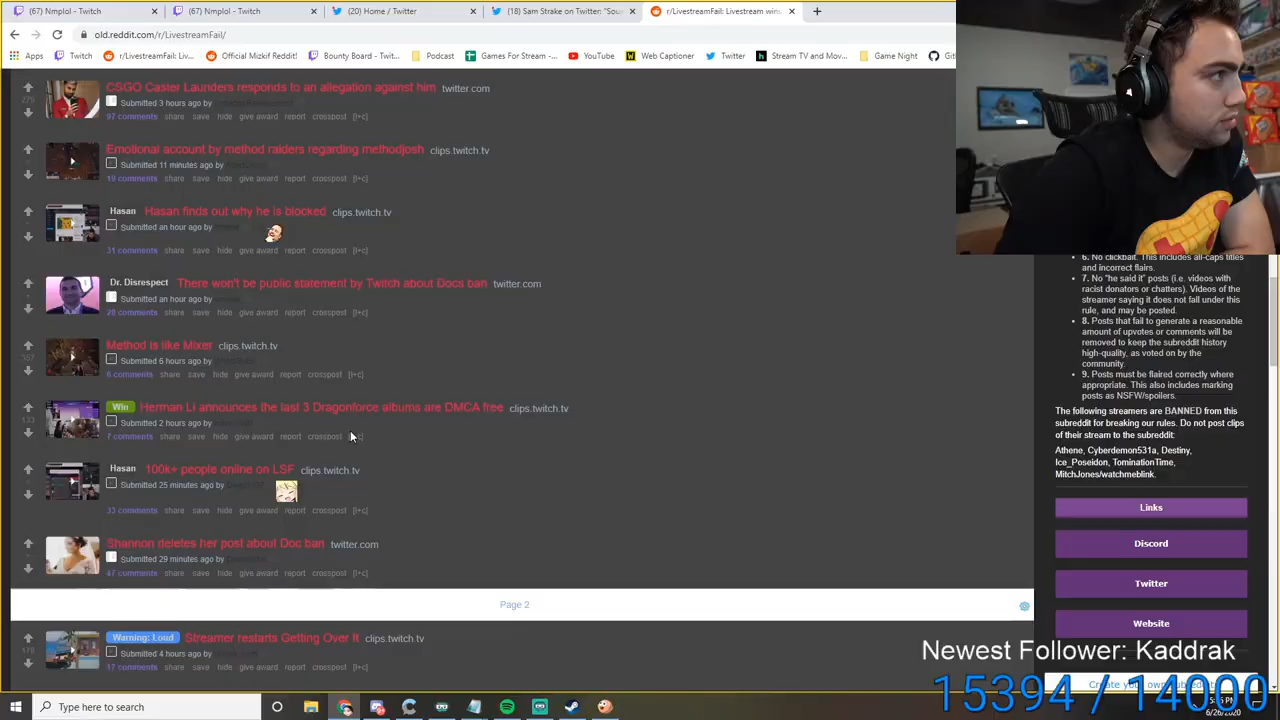 (67) Nmplol - Twitch
(67) Nmplol - Twitch
(20) Home / Twitter
(18) Sam Strake on Twitter: "Sou
r/LivestreamFail: Livestream win
old.reddit.com/r/LivestreamFail/
Apps
Twitch
r/LivestreamFail: Liv...
Official Mizkif Reddit!
Bounty Board - Twit...
Podcast
Games For Stream -...
YouTube
Web Captioner
Twitter
Stream TV and Mov...
Game Night
275
CSGO Caster Launders responds to an allegation against him twitter.com
Submitted 3 hours ago by
97 comments share save hide give award report crosspost [l+c]
Emotional account by method raiders regarding methodjosh clips.twitch.tv
Submitted 11 minutes ago by
19 comments share save hide give award report crosspost [l+c]
Hasan Hasan finds out why he is blocked clips.twitch.tv
Submitted an hour ago by
31 comments share save hide give award report crosspost [l+c]
Dr. Disrespect There won't be public statement by Twitch about Docs ban twitter.com
Submitted an hour ago by
28 comments share save hide give award report crosspost [l+c]
357
Method is like Mixer clips.twitch.tv
Submitted 6 hours ago by
6 comments share save hide give award report crosspost [l+c]
133
Win Herman Li announces the last 3 Dragonforce albums are DMCA free clips.twitch.tv
Submitted 2 hours ago by
7 comments share save hide give award report crosspost
Hasan 100k+ people online on LSF clips.twitch.tv
Submitted 25 minutes ago by
33 comments share save hide give award report crosspost [l+c]
Shannon deletes her post about Doc ban twitter.com
Submitted 29 minutes ago by
47 comments share save hide give award report crosspost [l+c]
Page 2
178
Warning: Loud Streamer restarts Getting Over It clips.twitch.tv
Submitted 4 hours ago by
17 comments share save hide give award report crosspost [l+c]
6. No clickbait. This includes all-caps titles
and incorrect flairs.
7. No "he said it" posts (i.e. videos with
racist donators or chatters). Videos of the
streamer saying it does not fall under this
rule, and may be posted.
8. Posts that fail to generate a reasonable
amount of upvotes or comments will be
removed to keep the subreddit history
high-quality, as voted on by the
community.
9. Posts must be flaired correctly where
appropriate. This also includes marking
posts as NSFW/spoilers.
The following streamers are BANNED from this
subreddit for breaking our rules. Do not post
clips of their stream to the subreddit:
Athene, Cyberdemon531a, Destiny,
Ice_Poseidon, TominationTime,
MitchJones/watchmeblink.
Links
Discord
Twitter
Website
Newest Follower: Kaddrak
15394 / 14000
Type here to search
6/26/2020